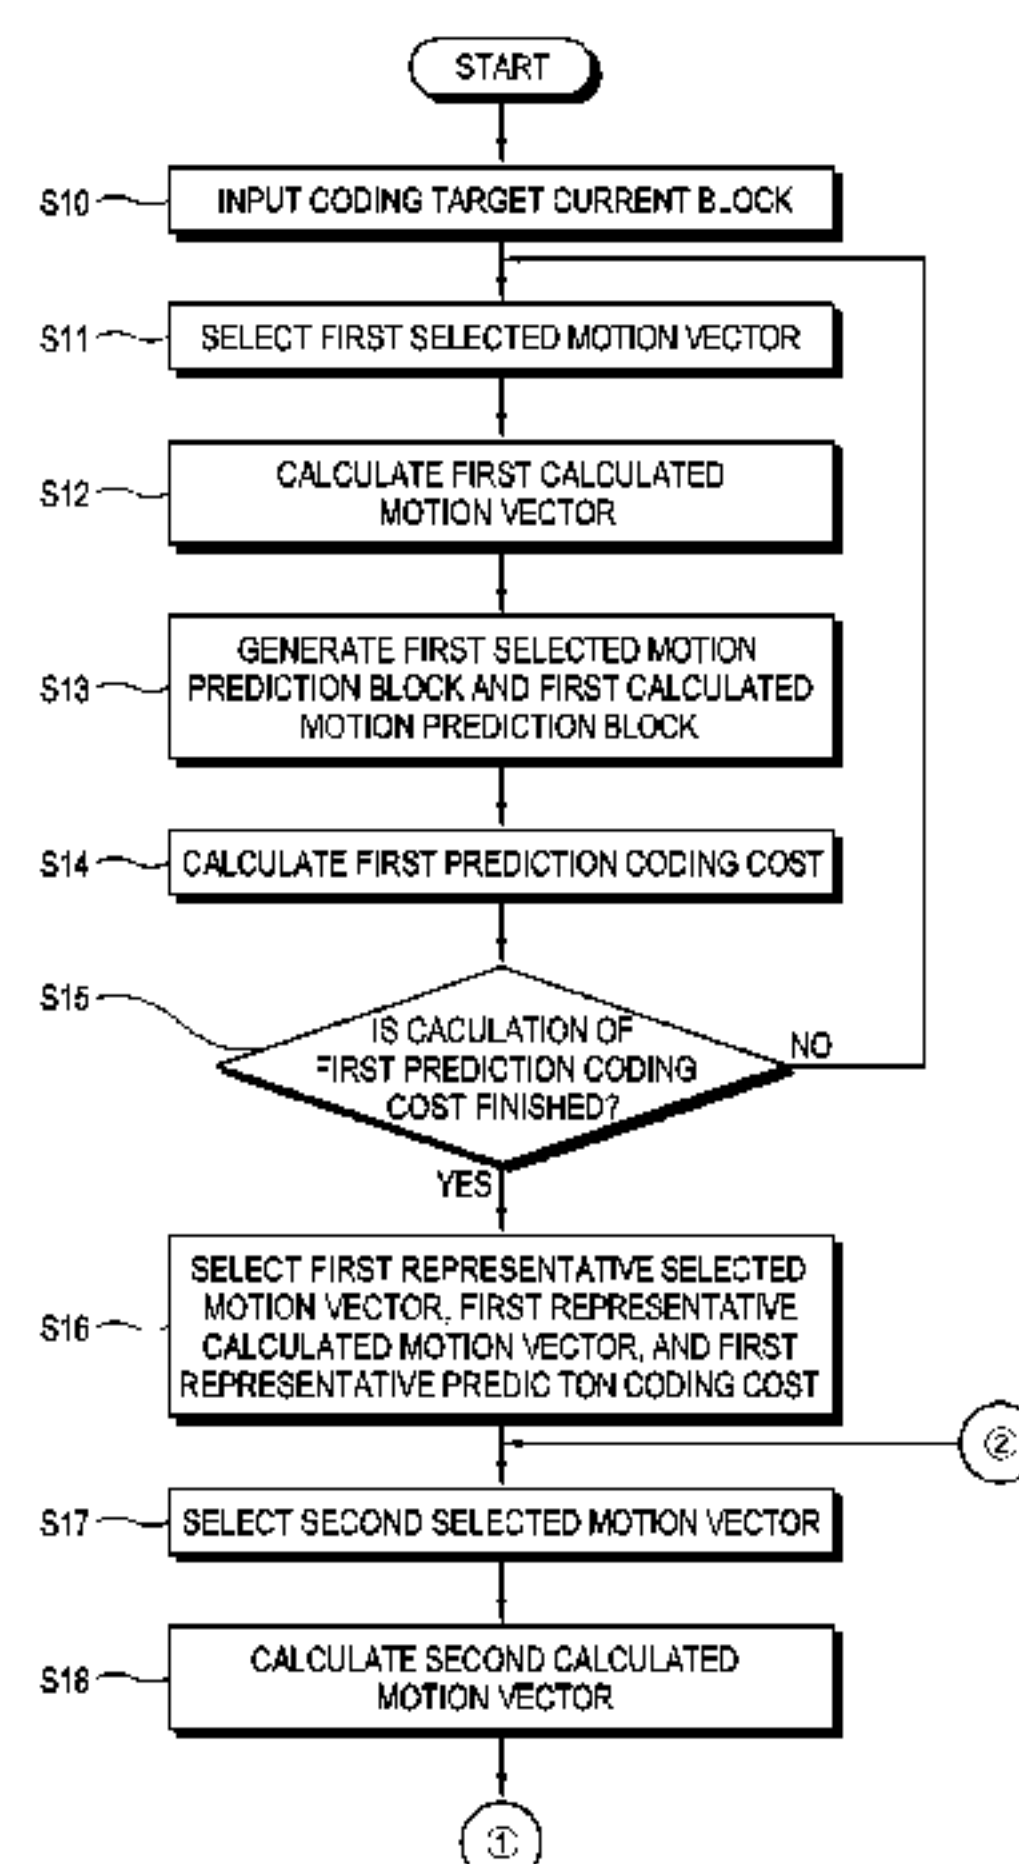 START
S10
INPUT CODING TARGET CURRENT BLOCK
S11
SELECT FIRST SELECTED MOTION VECTOR
S12
CALCULATE FIRST CALCULATED
MOTION VECTOR
S13
GENERATE FIRST SELECTED MOTION
PREDICTION BLOCK AND FIRST CALCULATED
MOTION PREDICTION BLOCK
S14
CALCULATE FIRST PREDICTION CODING COST
S15
IS CACULATION OF
FIRST PREDICTION CODING
COST FINISHED?
NO
YES
S16
SELECT FIRST REPRESENTATIVE SELECTED
MOTION VECTOR, FIRST REPRESENTATIVE
CALCULATED MOTION VECTOR, AND FIRST
REPRESENTATIVE PREDICTON CODING COST
②
S17
SELECT SECOND SELECTED MOTION VECTOR
S18
CALCULATE SECOND CALCULATED
MOTION VECTOR
①